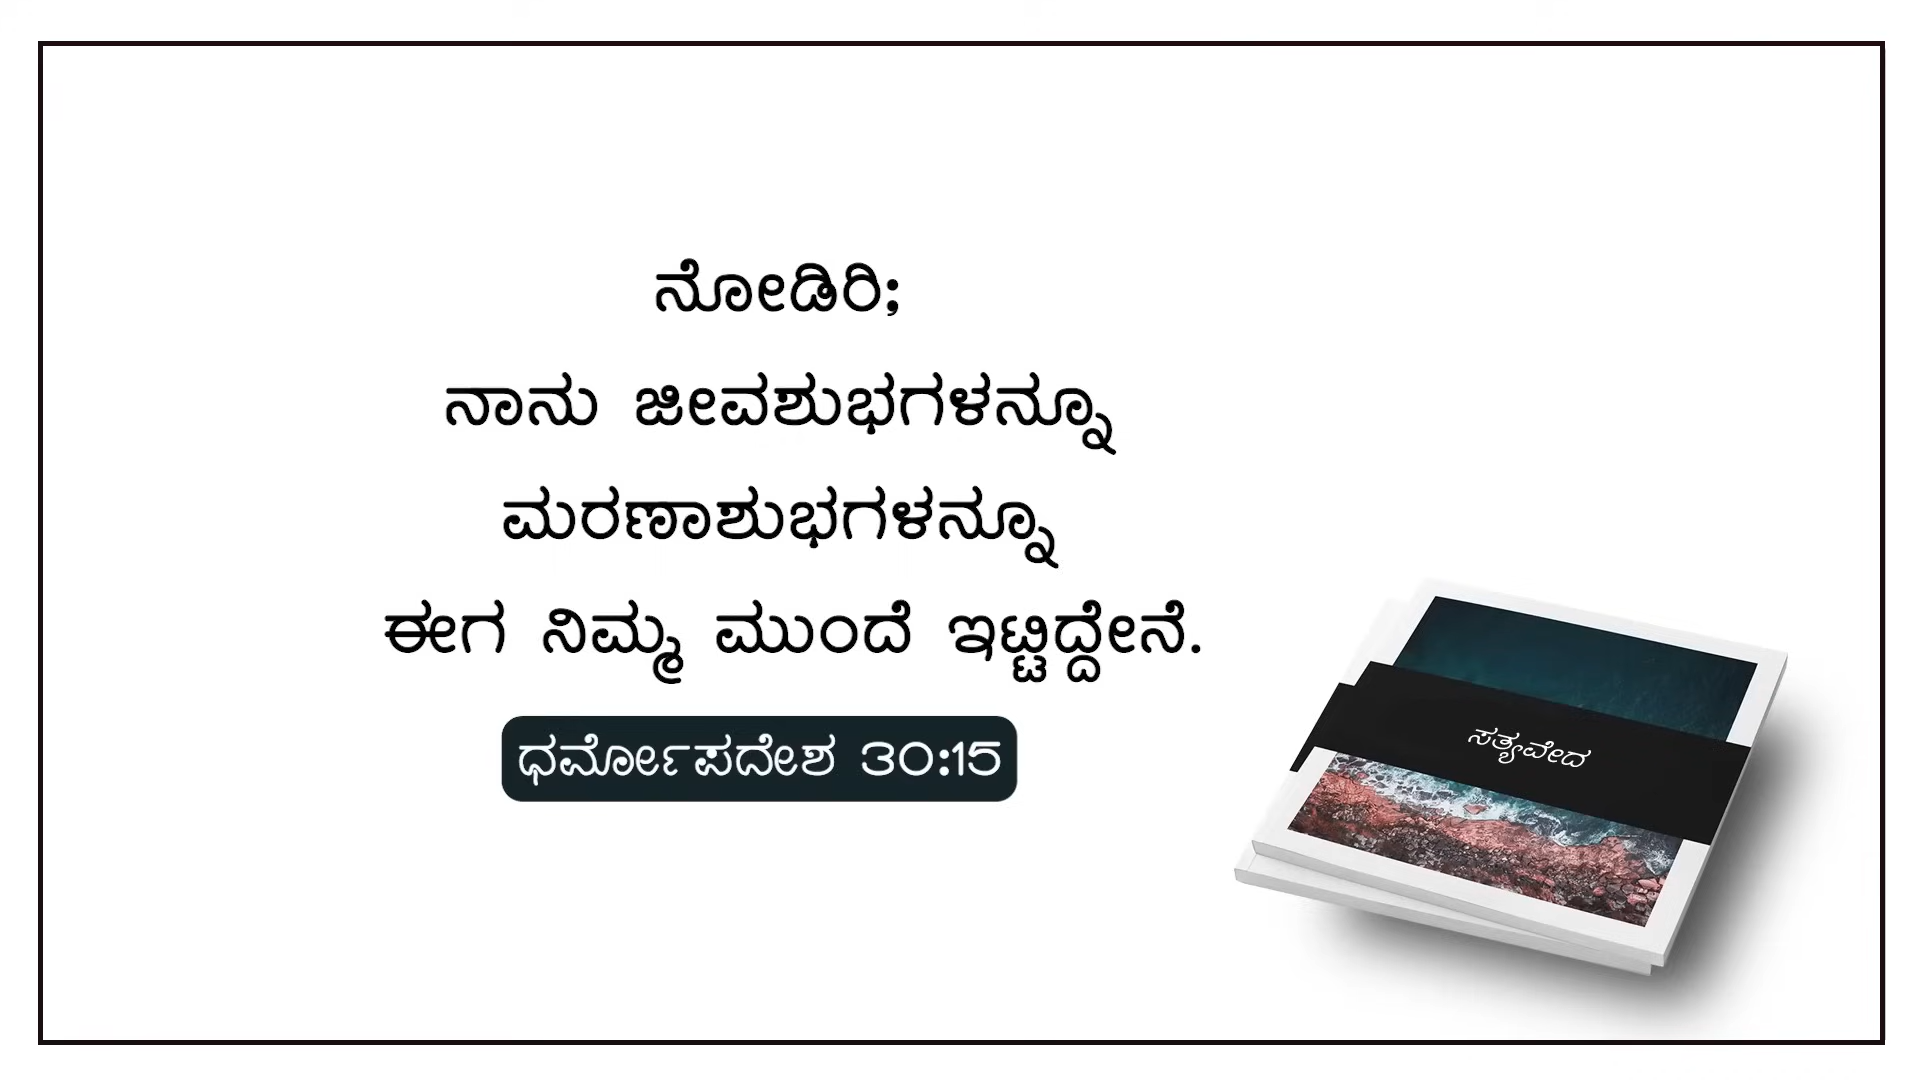 ನೋಡಿರಿ;
ನಾನು ಜೀವಶುಭಗಳನ್ನೂ
ಮರಣಾಶುಭಗಳನ್ನೂ
ಈಗ ನಿಮ್ಮ ಮುಂದೆ ಇಟ್ಟಿದ್ದೇನೆ.
ಧರ್ಮೋಪದೇಶ 30:15
ಸತ್ಯವೇದ